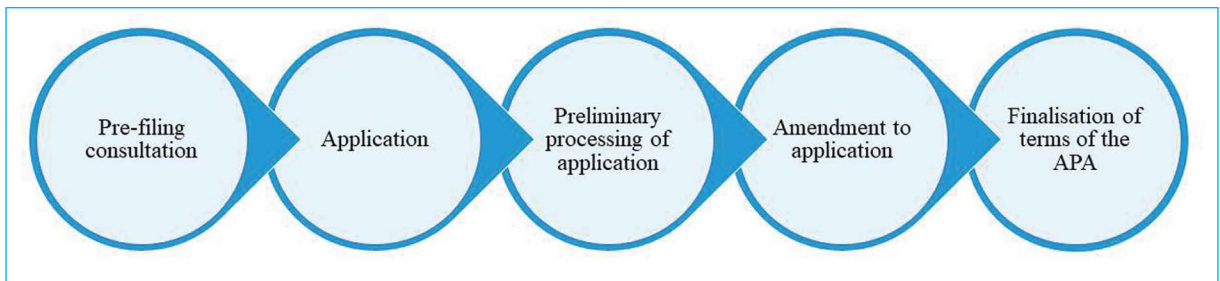 Pre-filing
consultation
Application
Preliminary
processing of
application
Amendment to
application
Finalisation of
terms of the
APA